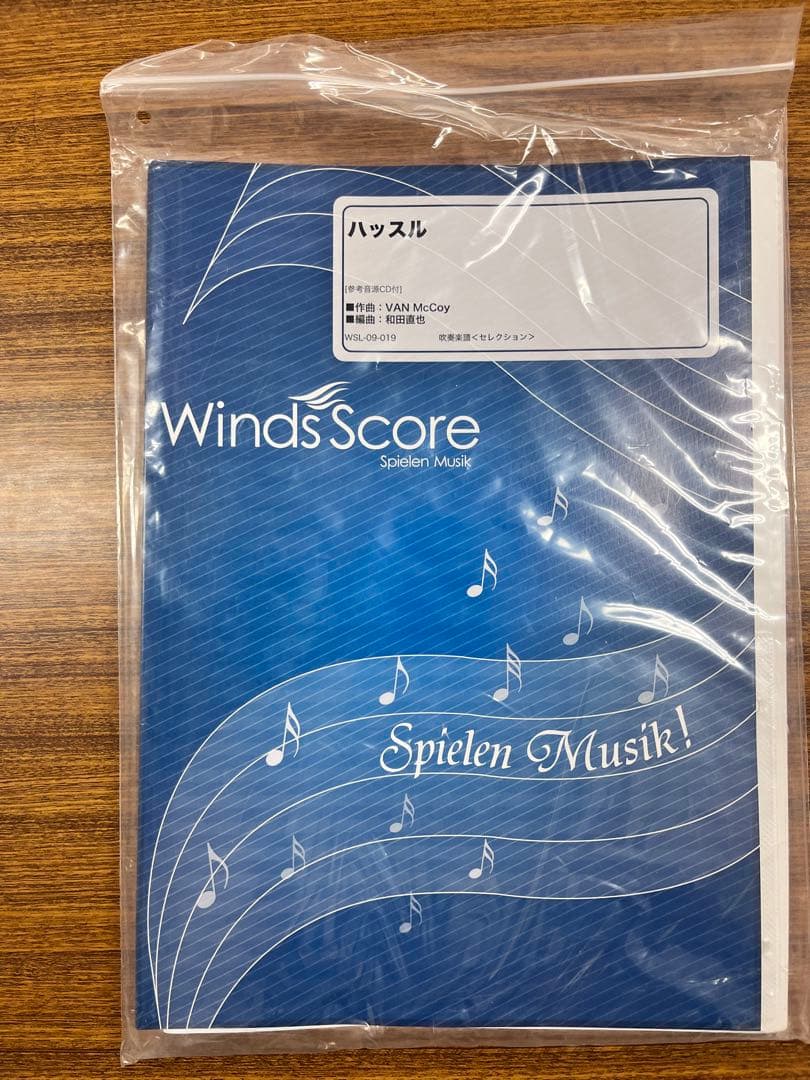 ハッスル
[参考音源CD付]
■作曲：VAN McCoy
■編曲：和田直也
WSL-09-019 吹奏楽譜＜セレクション＞
Winds Score
Spielen Musik
Spielen Musik!